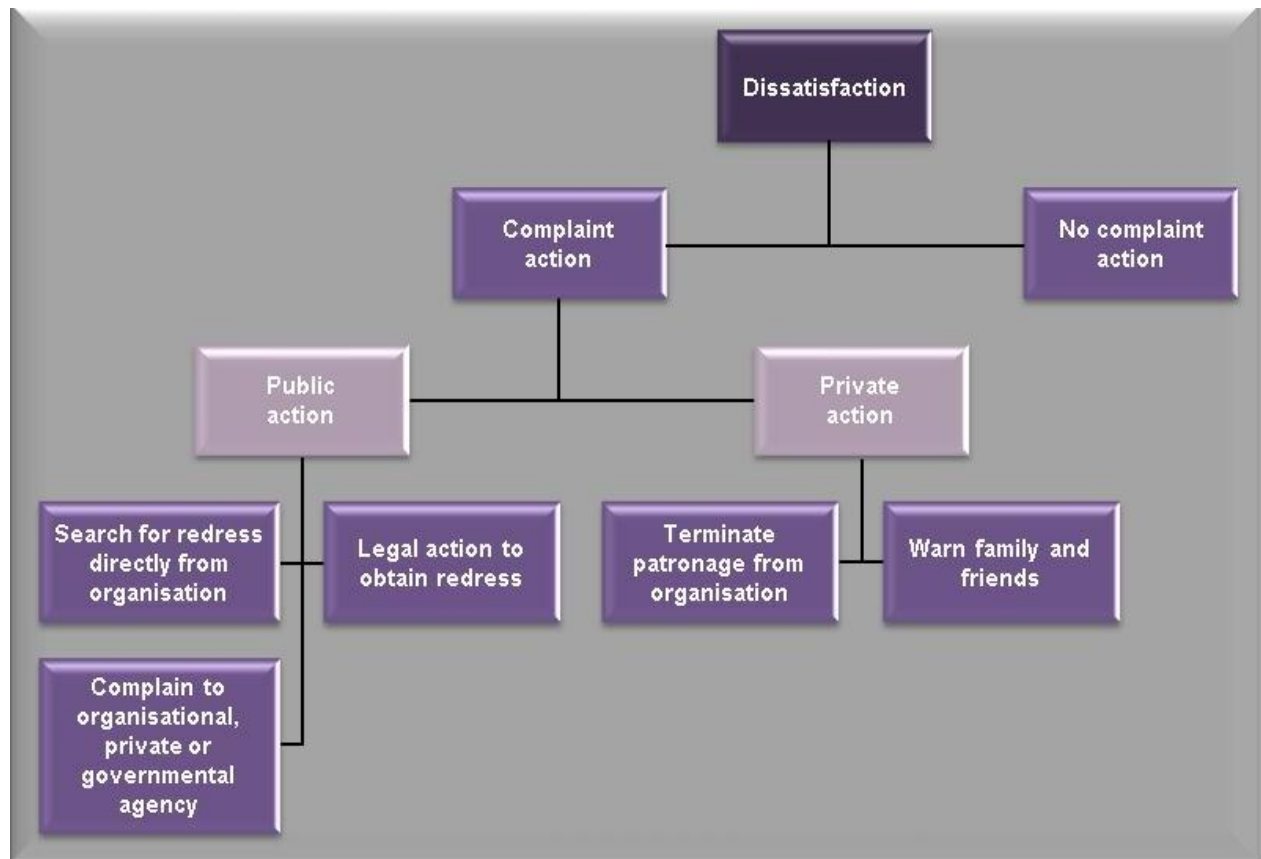 Dissatisfaction
Complaint
action
No complaint
action
Public
action
Private
action
Search for redress
directly from
organisation
Legal action to
obtain redress
Terminate
patronage from
organisation
Warn family and
friends
Complain to
organisational,
private or
governmental
agency